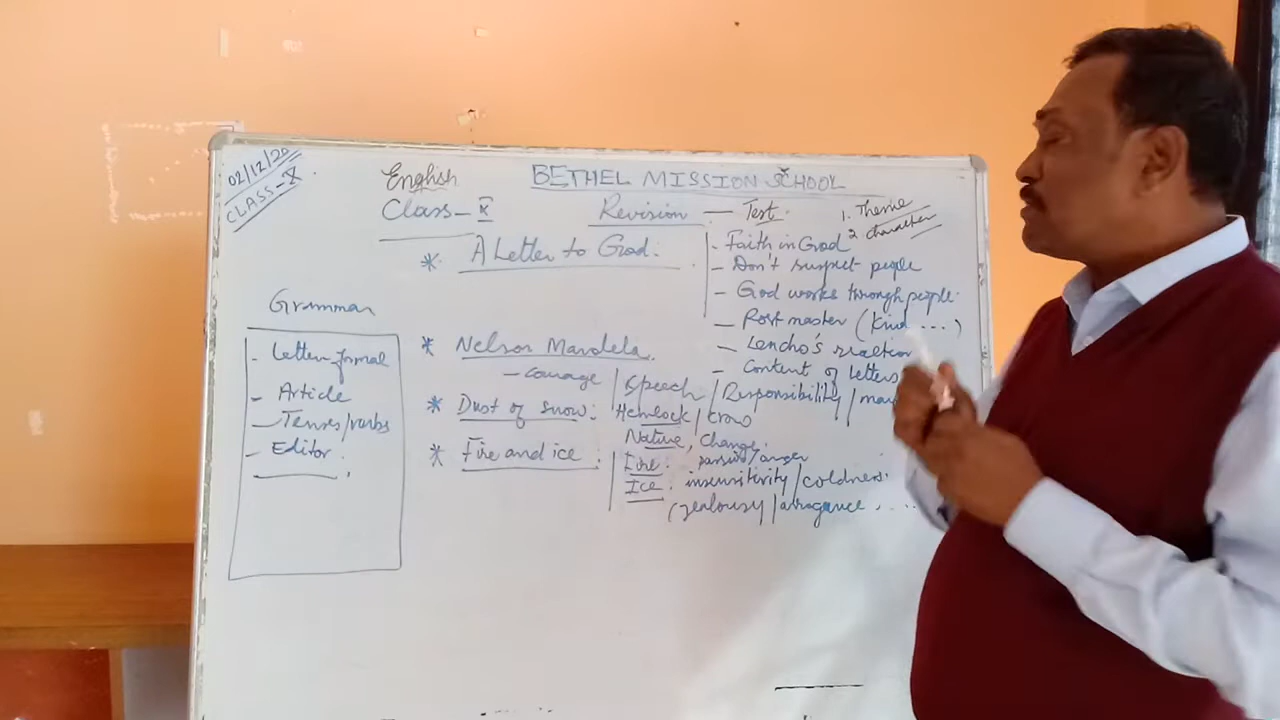 02/12/20
CLASS-X
English
BETHEL MISSION SCHOOL
Class - X
Revision — Test.
1. Theme
2 character
* A Letter to God.
- Faith in God
- Don't suspect people
- God works through people.
- Post master (Kind ...)
- Lencho's reaction
- Content of letters
* Nelson Mandela.
- courage / speech / Responsibility /
* Dust of snow: Hemlock / Crow
Nature, Change.
* Fire and ice.
Fire: /anger
Ice: insensitivity / coldness.
(Jealousy / arrogance ....
Grammar
- Letter-formal
- Article
- Tenses/verbs
- Editor.